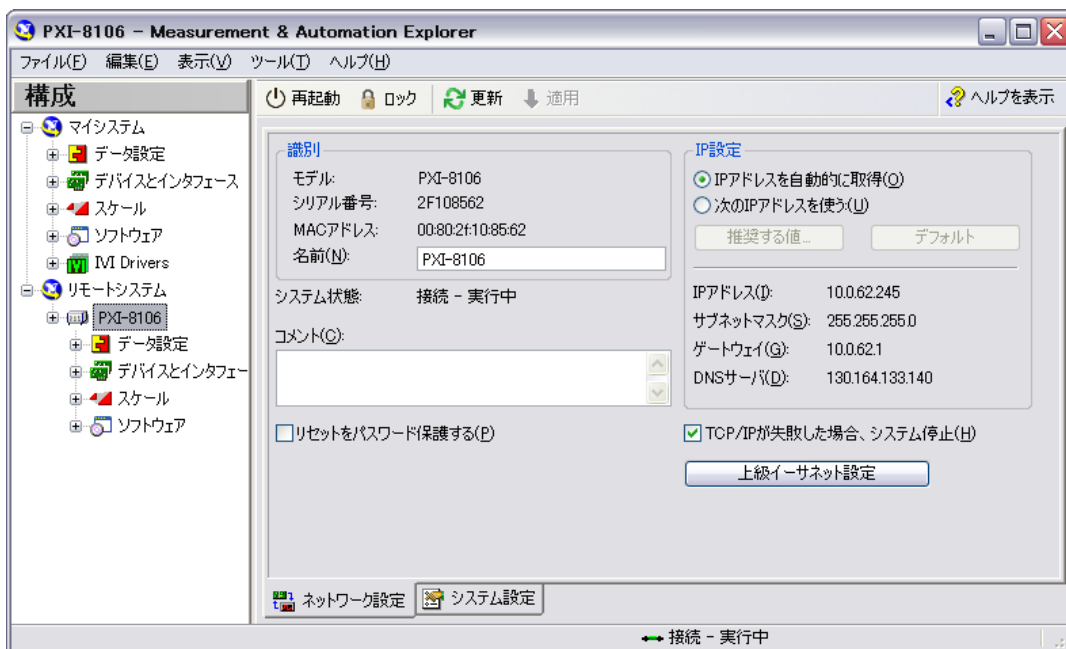 PXI-8106 - Measurement & Automation Explorer
ファイル(F) 編集(E) 表示(V) ツール(T) ヘルプ(H)
構成
マイシステム
データ設定
デバイスとインタフェース
スケール
ソフトウェア
IVI Drivers
リモートシステム
PXI-8106
データ設定
デバイスとインタフェー
スケール
ソフトウェア
再起動 ロック 更新 適用 ヘルプを表示
識別
モデル: PXI-8106
シリアル番号: 2F108562
MACアドレス: 00:80:2f:10:85:62
名前(N): PXI-8106
システム状態: 接続 - 実行中
コメント(C):
リセットをパスワード保護する(P)
IP設定
IPアドレスを自動的に取得(O)
次のIPアドレスを使う(U)
推奨する値... デフォルト
IPアドレス(I): 10.0.62.245
サブネットマスク(S): 255.255.255.0
ゲートウェイ(G): 10.0.62.1
DNSサーバ(D): 130.164.133.140
TCP/IPが失敗した場合、システム停止(H)
上級イーサネット設定
ネットワーク設定 システム設定
接続 - 実行中